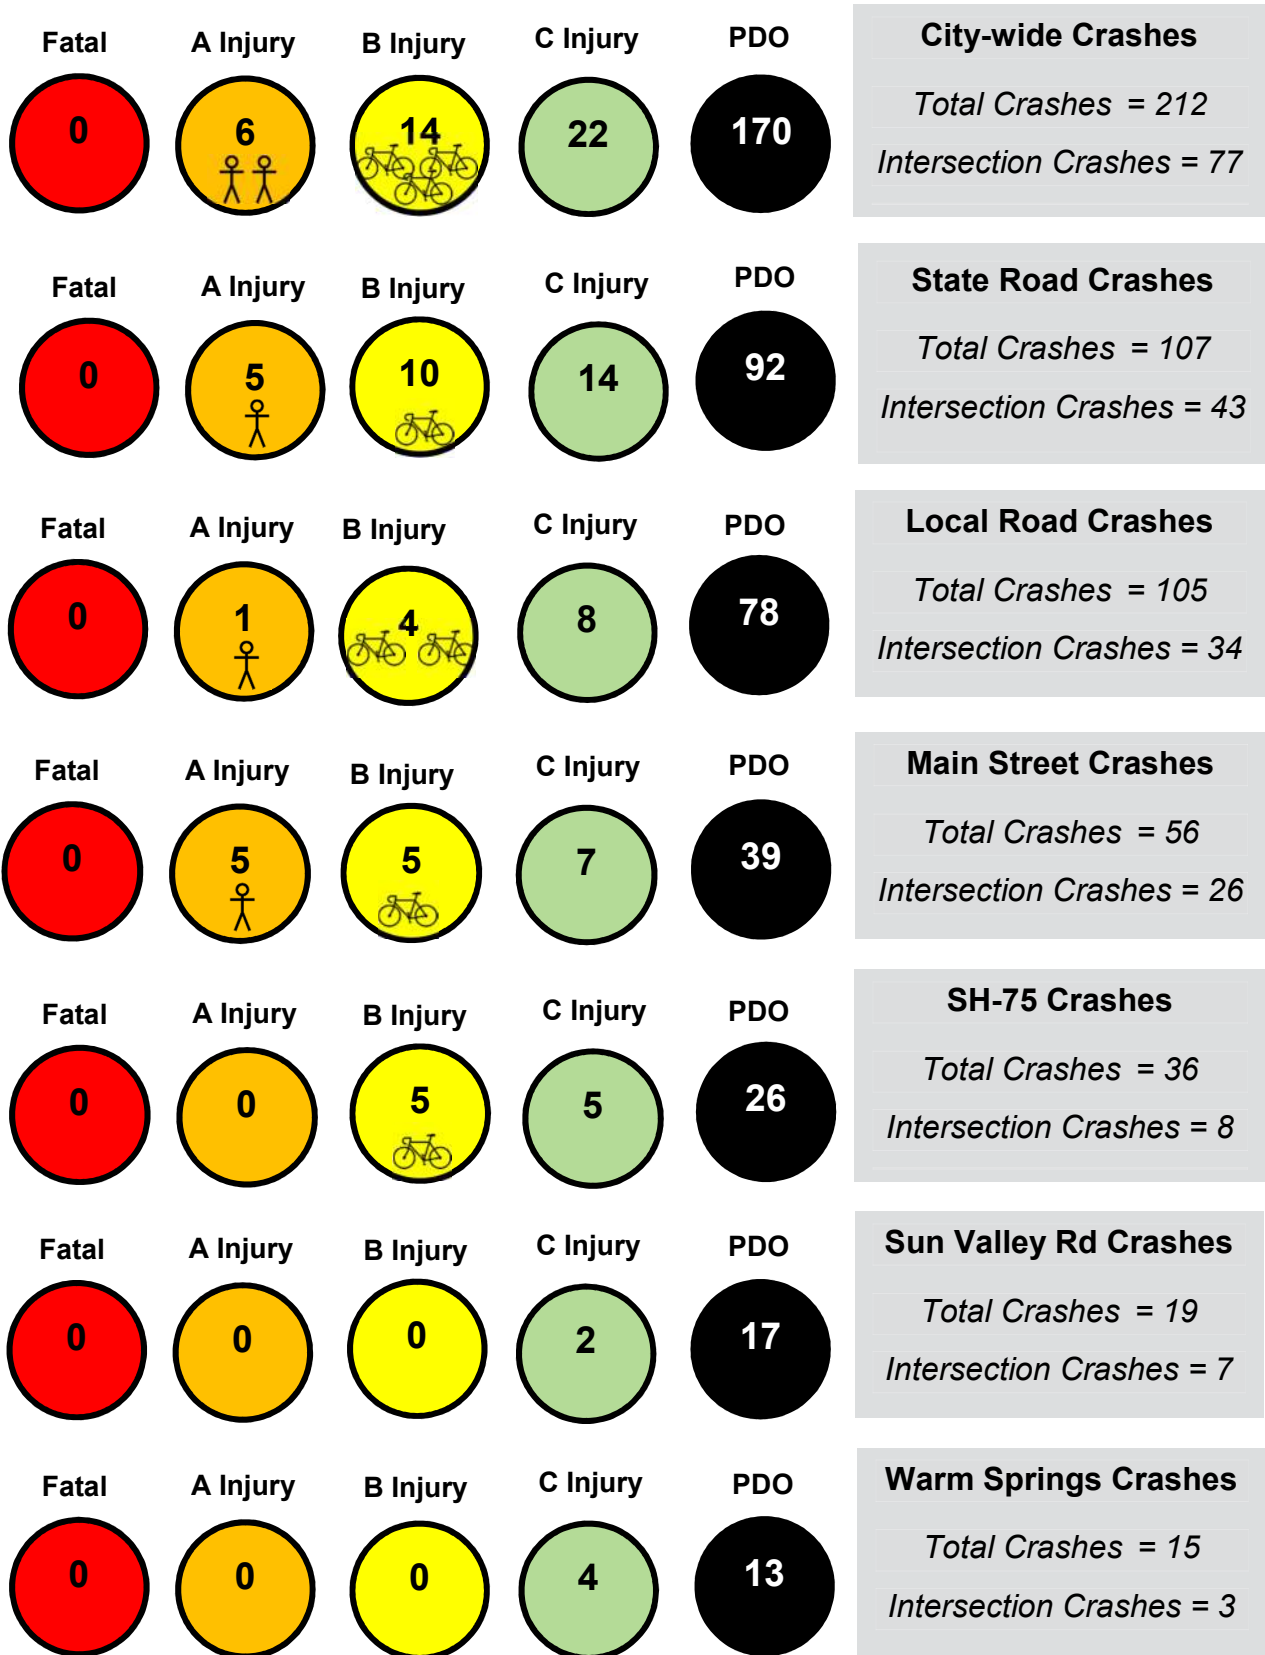 Fatal A Injury B Injury C Injury PDO City-wide Crashes
0 6 14 22 170 Total Crashes = 212
Intersection Crashes = 77
Fatal A Injury B Injury C Injury PDO State Road Crashes
0 5 10 14 92 Total Crashes = 107
Intersection Crashes = 43
Fatal A Injury B Injury C Injury PDO Local Road Crashes
0 1 4 8 78 Total Crashes = 105
Intersection Crashes = 34
Fatal A Injury B Injury C Injury PDO Main Street Crashes
0 5 5 7 39 Total Crashes = 56
Intersection Crashes = 26
Fatal A Injury B Injury C Injury PDO SH-75 Crashes
0 0 5 5 26 Total Crashes = 36
Intersection Crashes = 8
Fatal A Injury B Injury C Injury PDO Sun Valley Rd Crashes
0 0 0 2 17 Total Crashes = 19
Intersection Crashes = 7
Fatal A Injury B Injury C Injury PDO Warm Springs Crashes
0 0 0 4 13 Total Crashes = 15
Intersection Crashes = 3